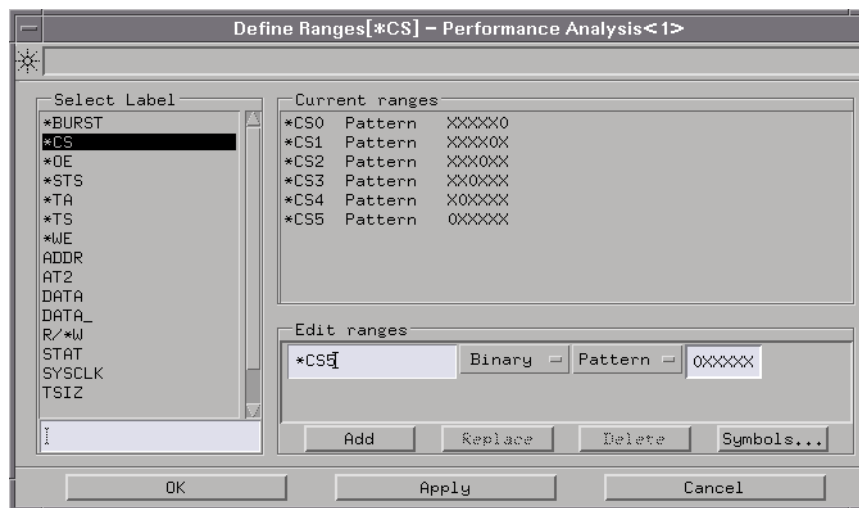 Define Ranges[*CS] – Performance Analysis<1>
Select Label
*BURST
*CS
*OE
*STS
*TA
*TS
*WE
ADDR
AT2
DATA
DATA_
R/*W
STAT
SYSCLK
TSIZ
Current ranges
*CS0 Pattern XXXXX0
*CS1 Pattern XXXX0X
*CS2 Pattern XXX0XX
*CS3 Pattern XX0XXX
*CS4 Pattern X0XXXX
*CS5 Pattern 0XXXXX
Edit ranges
*CS5 Binary Pattern 0XXXXX
Add Replace Delete Symbols...
OK Apply Cancel